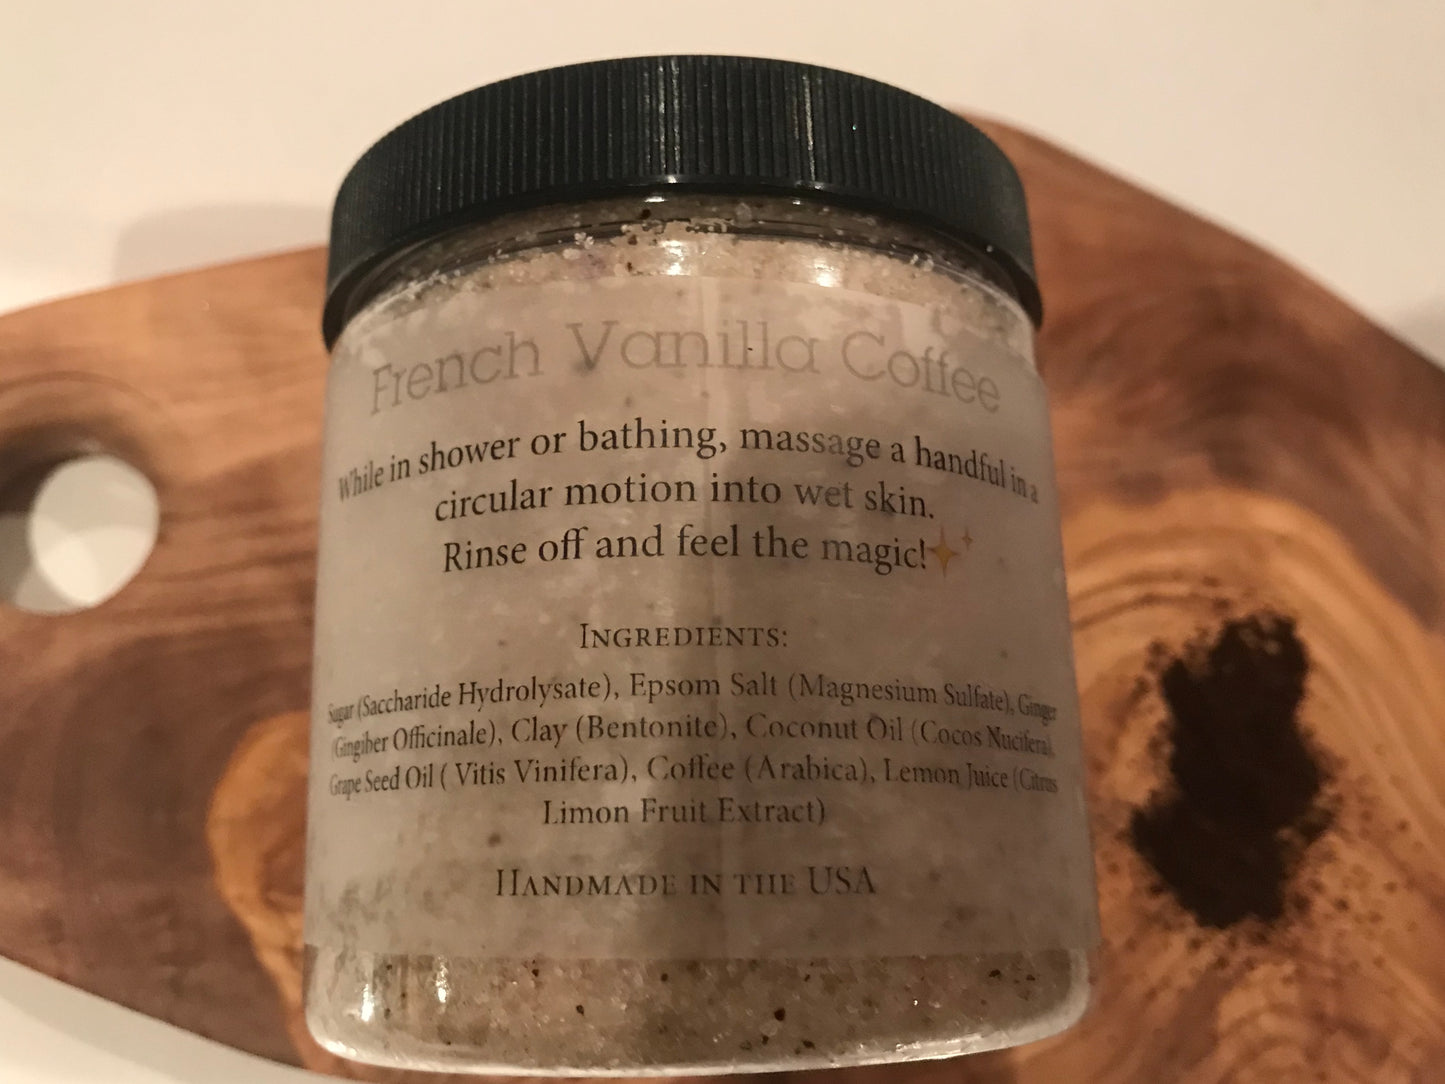 French Vanilla Coffee
While in shower or bathing, massage a handful in a
circular motion into wet skin.
Rinse off and feel the magic!✨
INGREDIENTS:
Sugar (Saccharide Hydrolysate), Epsom Salt (Magnesium Sulfate), Ginger
(Gingiber Officinale), Clay (Bentonite), Coconut Oil (Cocos Nucifera),
Grape Seed Oil ( Vitis Vinifera), Coffee (Arabica), Lemon Juice (Citrus
Limon Fruit Extract)
HANDMADE IN THE USA